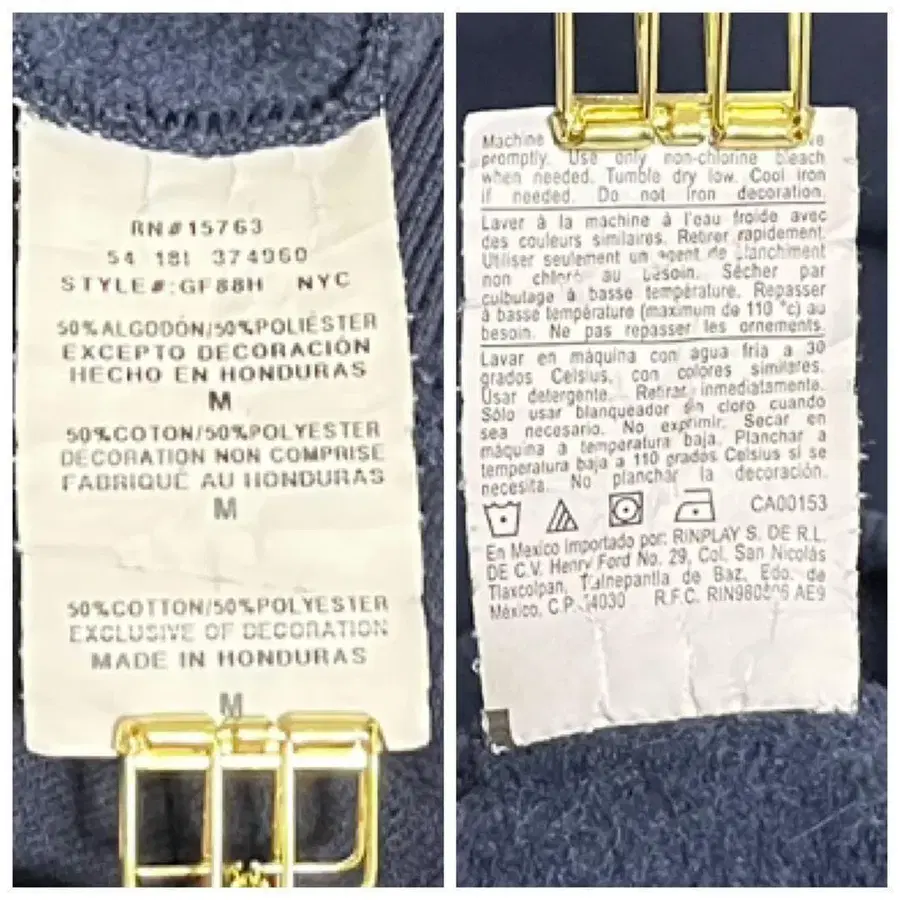 RN#15763
54 181 374960
STYLE#:GF88H NYC
50%ALGODÓN/50%POLIÉSTER
EXCEPTO DECORACIÓN
HECHO EN HONDURAS
M
50%COTON/50%POLYESTER
DECORATION NON COMPRISE
FABRIQUÉ AU HONDURAS
M
50%COTTON/50%POLYESTER
EXCLUSIVE OF DECORATION
MADE IN HONDURAS
M
Machine
promptly. Use only non-chlorine bleach
when needed. Tumble dry low. Cool iron
if needed. Do not iron decoration.
Laver à la machine à l'eau froide avec
des couleurs similaires. Retirer rapidement.
Utiliser seulement un agent de blanchiment
non chloré au besoin. Sécher par
culbutage à basse température. Repasser
à basse température (maximum de 110 °c) au
besoin. Ne pas repasser les ornements.
Lavar en máquina con agua fria a 30
grados Celsius, con colores similares.
Usar detergente. Retirar inmediatamente.
Sólo usar blanqueador sin cloro cuando
sea necesario. No exprimir. Secar en
máquina a temperatura baja. Planchar a
temperatura baja a 110 grados Celsius si se
necesita. No planchar la decoración.
CA00153
En Mexico Importado por: RINPLAY S. DE R.L.
DE C.V. Henry Ford No. 29, Col. San Nicolás
Tlaxcolpan, Tlalnepantla de Baz, Edo. de
México, C.P. R.F.C. AE9